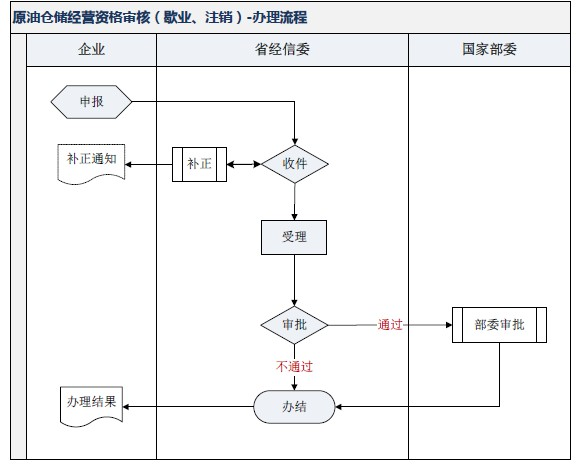 原油仓储经营资格审核（歇业、注销）-办理流程
企业
省经信委
国家部委
申报
补正通知
补正
收件
受理
审批
通过
部委审批
不通过
办理结果
办结